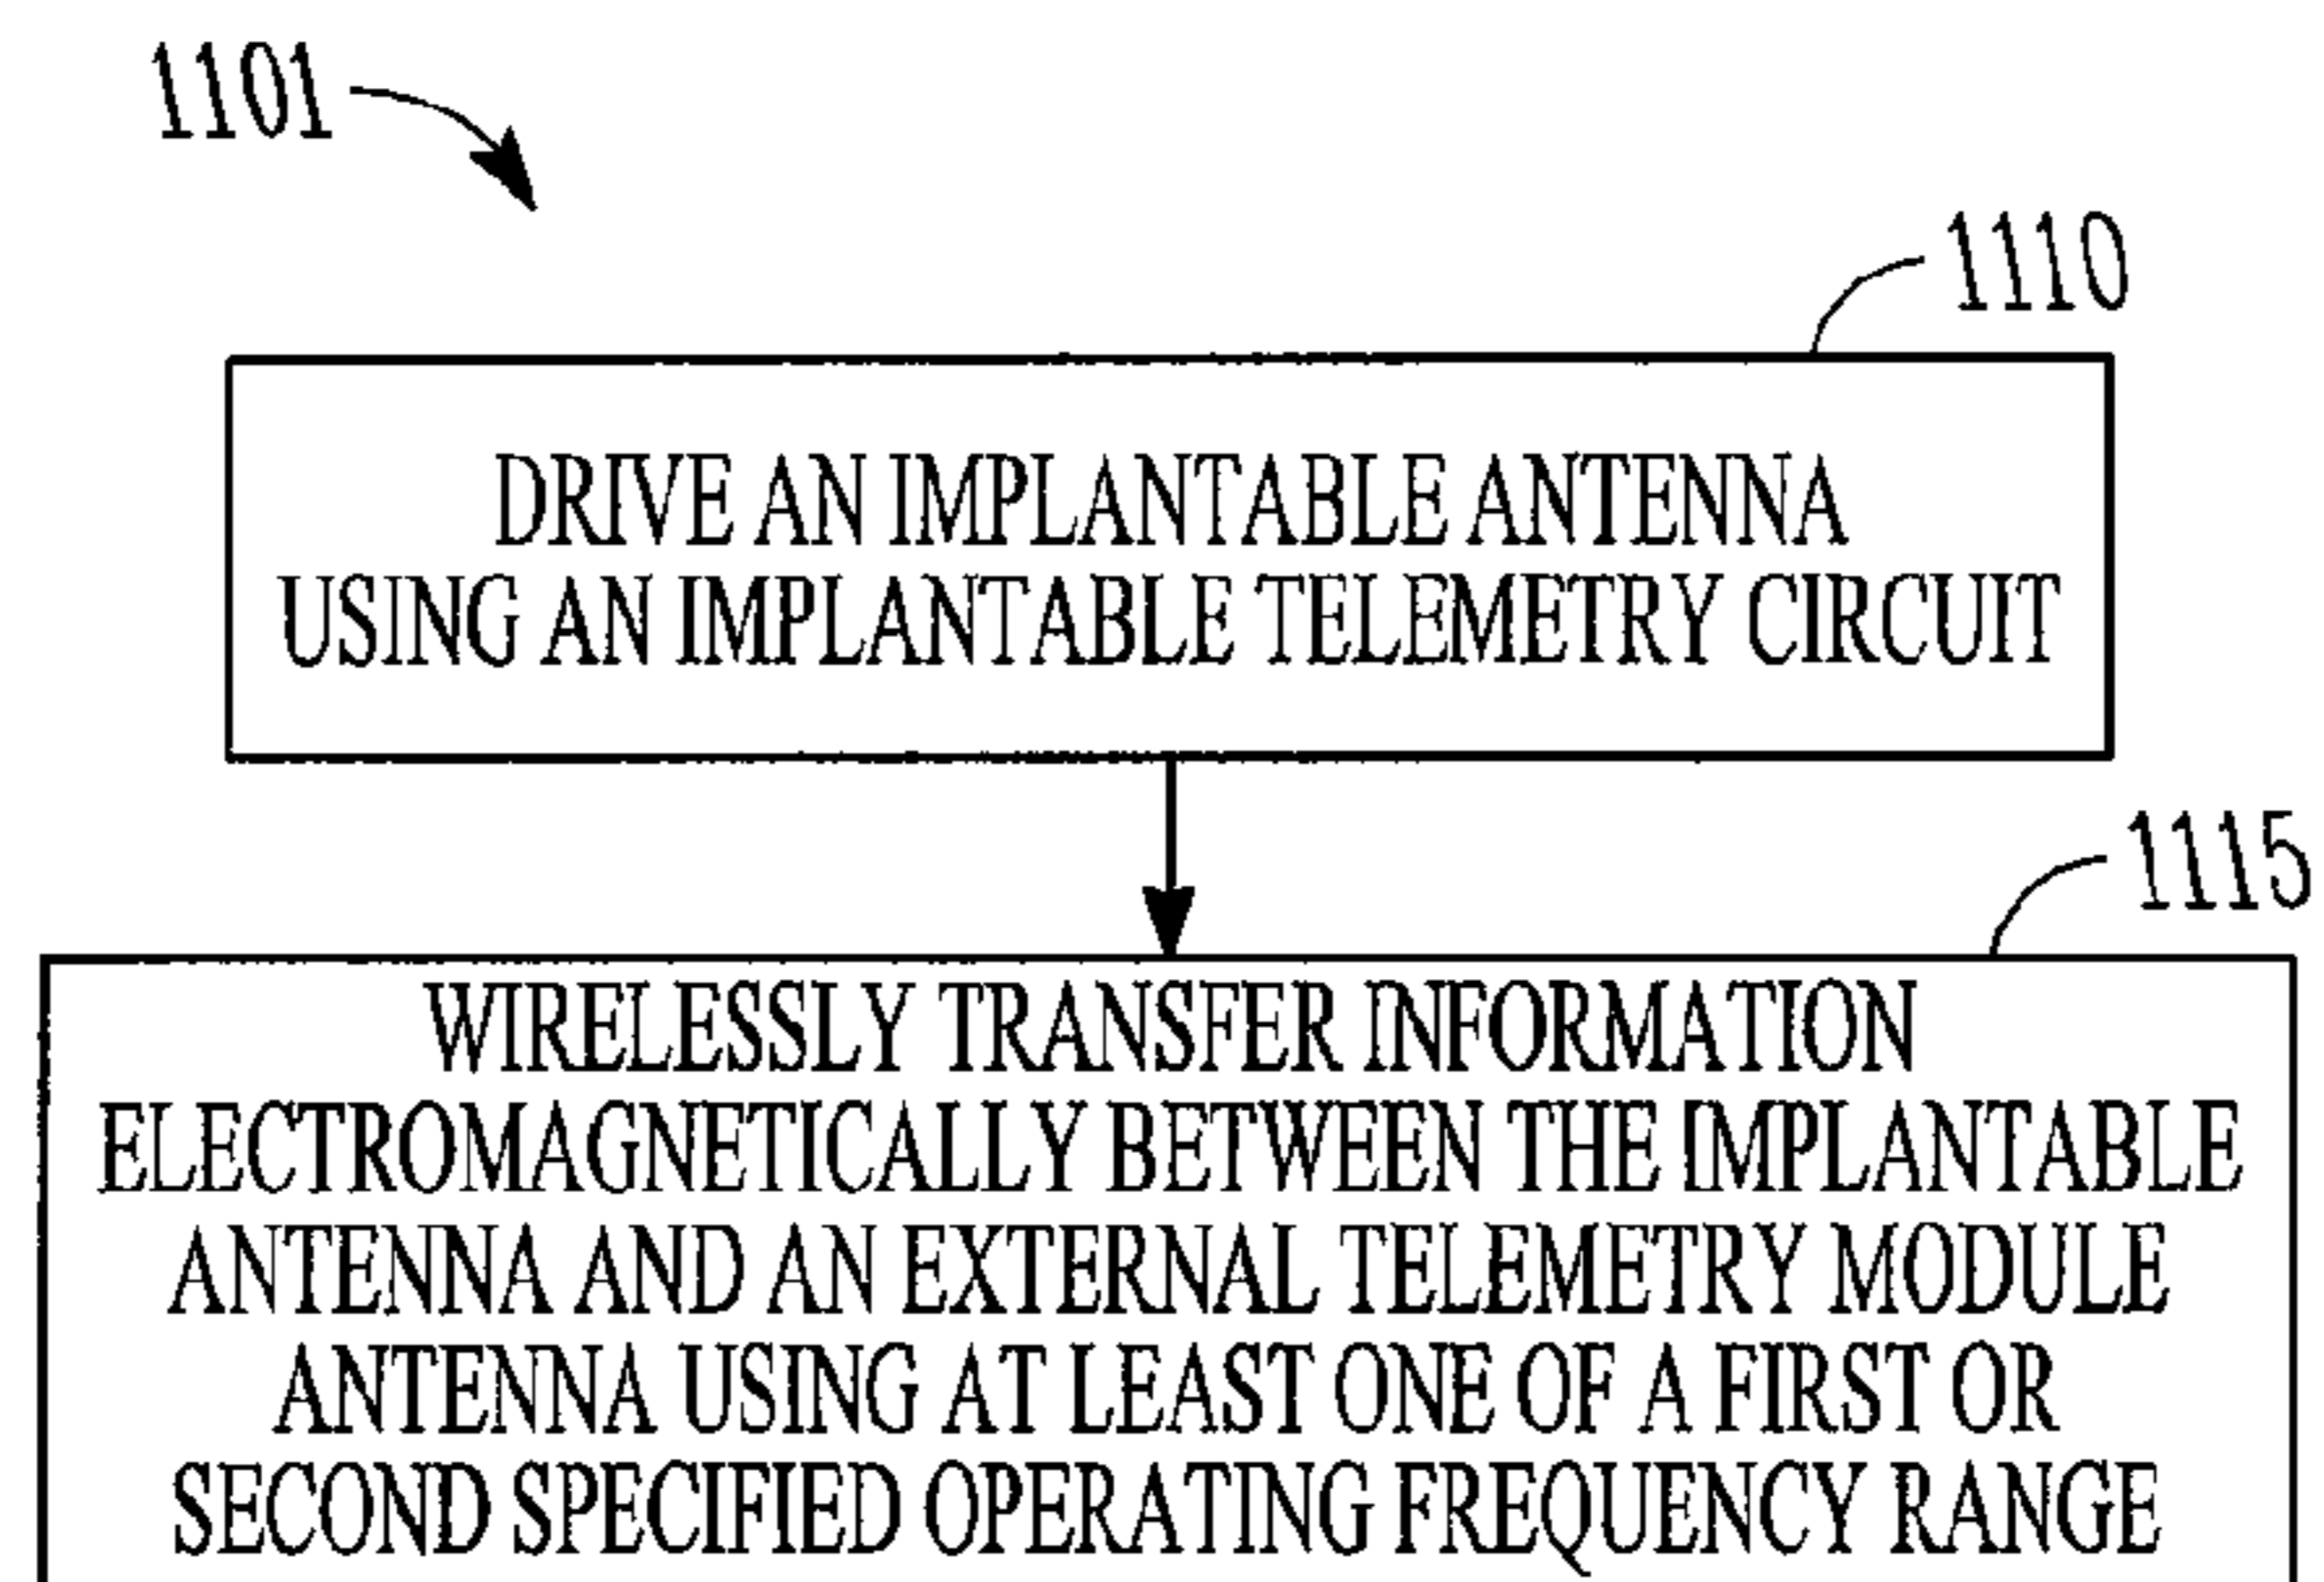 1101
1110
DRIVE AN IMPLANTABLE ANTENNA
USING AN IMPLANTABLE TELEMETRY CIRCUIT
1115
WIRELESSLY TRANSFER INFORMATION
ELECTROMAGNETICALLY BETWEEN THE IMPLANTABLE
ANTENNA AND AN EXTERNAL TELEMETRY MODULE
ANTENNA USING AT LEAST ONE OF A FIRST OR
SECOND SPECIFIED OPERATING FREQUENCY RANGE